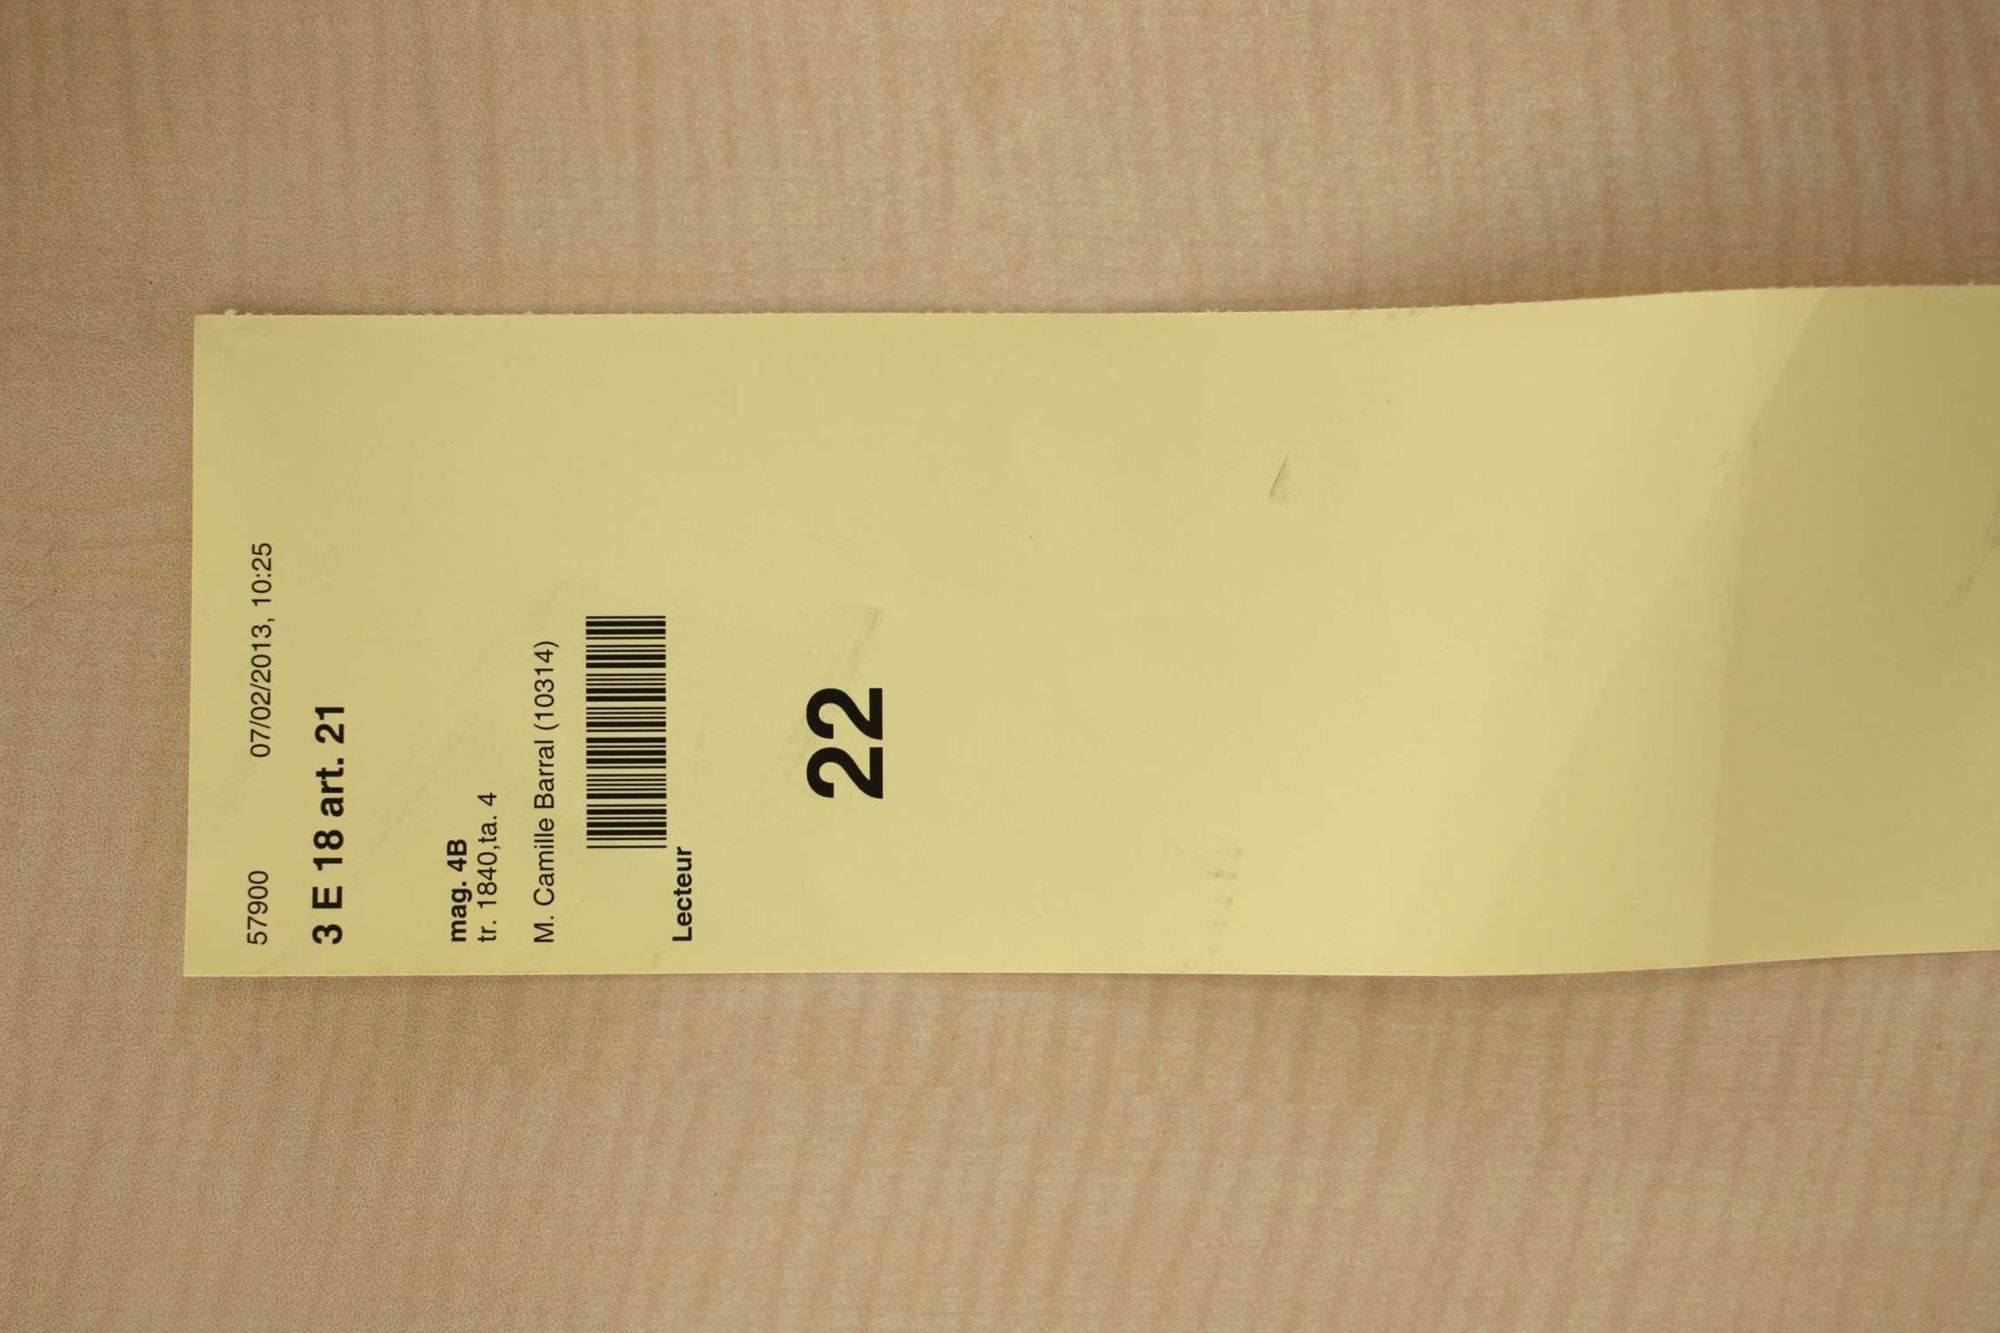 57900 07/02/2013, 10:25
3 E 18 art. 21
mag. 4B
tr. 1840,ta. 4
M. Camille Barral (10314)
Lecteur
22